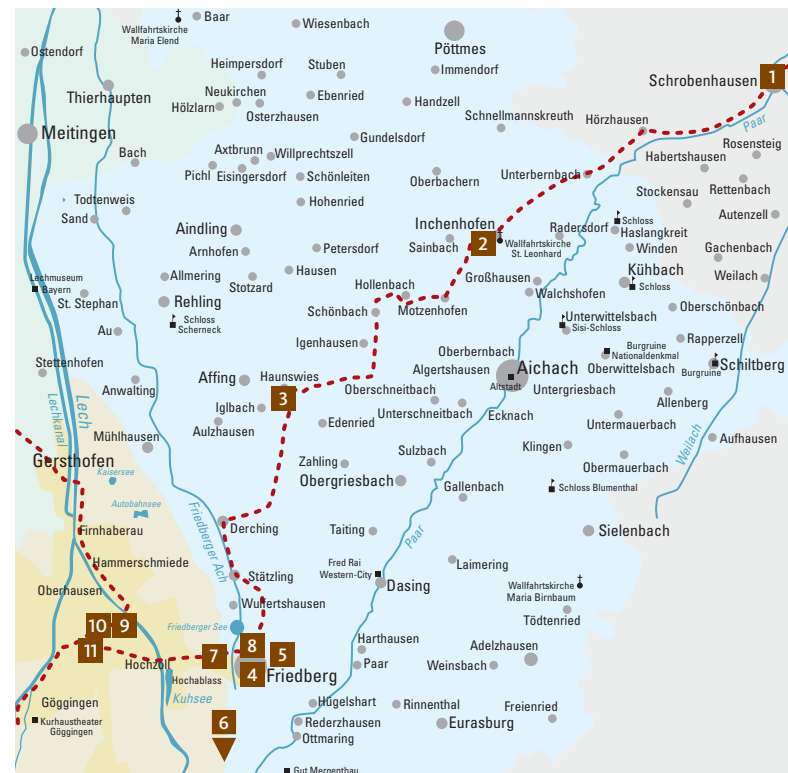 Baar
Wallfahrtskirche
Maria Elend
Wiesenbach
Ostendorf
Pöttmes
Heimpersdorf
Stuben
Immendorf
Schrobenhausen
1
Thierhaupten
Neukirchen
Ebenried
Hölzlarn
Osterzhausen
Handzell
Schnellmannskreuth
Hörzhausen
Paar
Meitingen
Gundelsdorf
Rosensteig
Bach
Axtbrunn
Willprechtszell
Habertshausen
Pichl
Eisingersdorf
Schönleiten
Oberbachern
Unterbernbach
Rettenbach
Stockensau
Todtenweis
Hohenried
Sand
Inchenhofen
Schloss
Autenzell
Aindling
2
Radersdorf
Haslangkreit
Arnhofen
Petersdorf
Sainbach
Wallfahrtskirche
St. Leonhard
Winden
Gachenbach
Lechmuseum
Bayern
Allmering
Stotzard
Hausen
Großhausen
Kühbach
Weilach
St. Stephan
Rehling
Hollenbach
Walchshofen
Schloss
Motzenhofen
Schloss
Scherneck
Schönbach
Unterwittelsbach
Sisi-Schloss
Oberschönbach
Au
Igenhausen
Rapperzell
Oberbernbach
Burgruine
Nationaldenkmal
Stettenhofen
Algertshausen
Aichach
Oberwittelsbach
Burgruine
Schiltberg
Anwalting
Affing
Haunswies
Altstadt
3
Oberschneitbach
Untergriesbach
Allenberg
Lech
Lechkanal
Iglbach
Unterschneitbach
Ecknach
Aulzhausen
Edenried
Untermauerbach
Mühlhausen
Klingen
Aufhausen
Gersthofen
Sulzbach
Weilach
Kaisersee
Zahling
Obermauerbach
Obergriesbach
Schloss Blumenthal
Autobahnsee
Gallenbach
Friedberger Ach
Derching
Firnhaberau
Taiting
Paar
Sielenbach
Hammerschmiede
Laimering
Stätzling
Fred Rai
Western-City
Oberhausen
Dasing
Wallfahrtskirche
Maria Birnbaum
Wulfertshausen
10
9
Friedberger See
Tödtenried
11
8
Harthausen
7
5
Adelzhausen
Hochzoll
Paar
Weinsbach
Hochablass
4
Friedberg
Kuhsee
Göggingen
Hügelshart
Rinnenthal
Freienried
Kurhaustheater
Göggingen
6
Rederzhausen
Eurasburg
Ottmaring
Gut Mergenthau